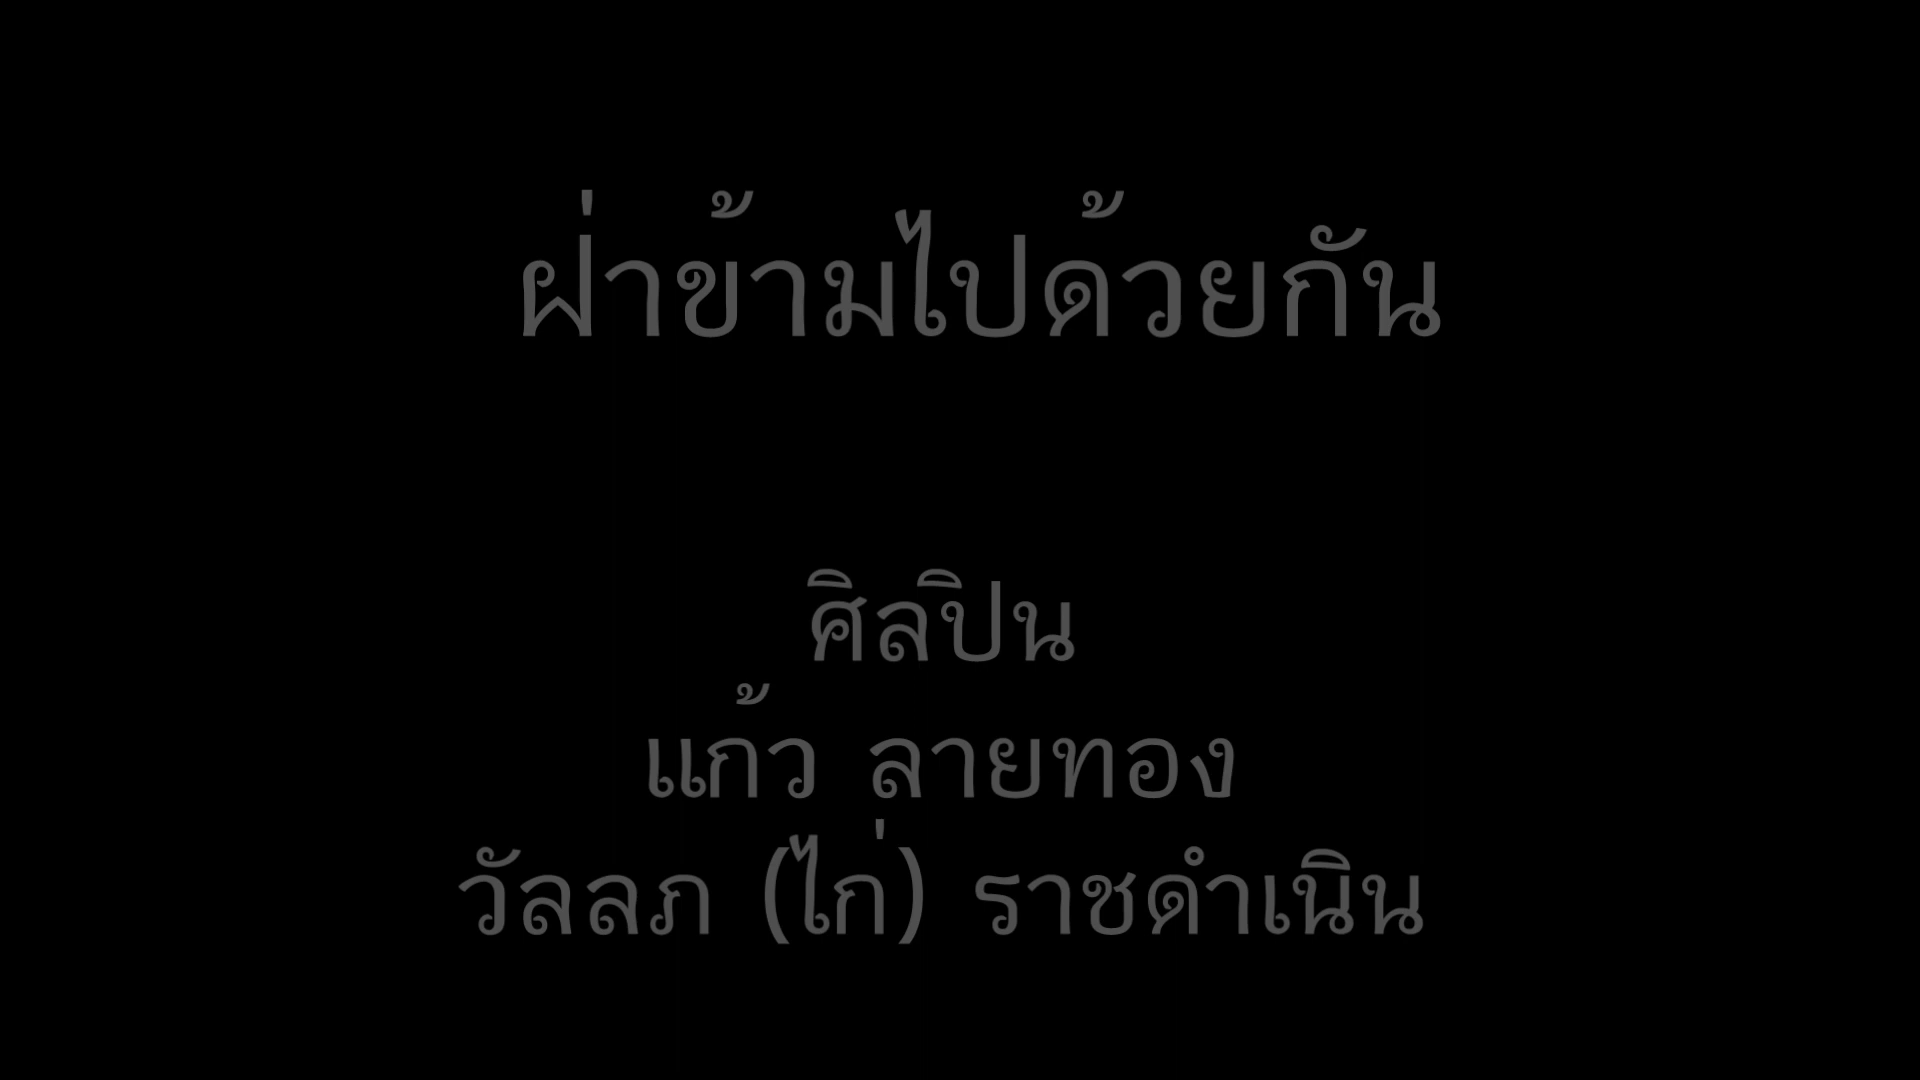 ฝ่าข้ามไปด้วยกัน
ศิลปิน
แก้ว ลายทอง
วัลลภ (ไก่) ราชดำเนิน